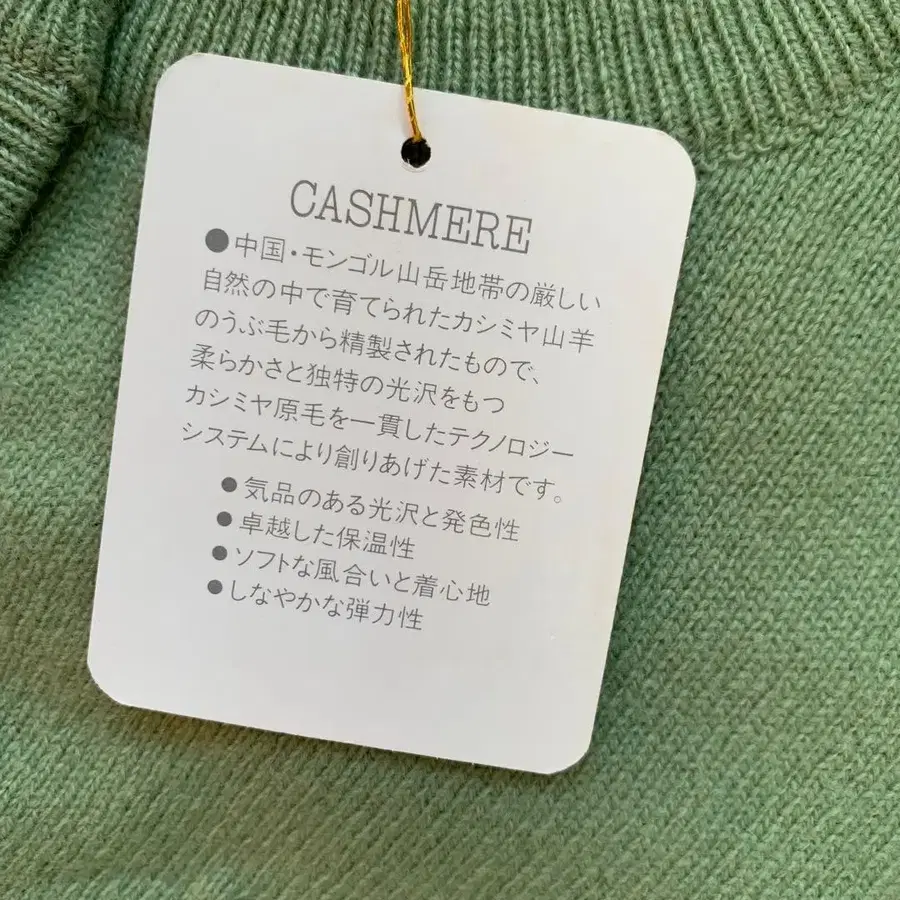 CASHMERE
●中国・モンゴル山岳地帯の厳しい
自然の中で育てられたカシミヤ山羊
のうぶ毛から精製されたもので、
柔らかさと独特の光沢をもつ
カシミヤ原毛を一貫したテクノロジー
システムにより創りあげた素材です。
●気品のある光沢と発色性
●卓越した保温性
●ソフトな風合いと着心地
●しなやかな弾力性